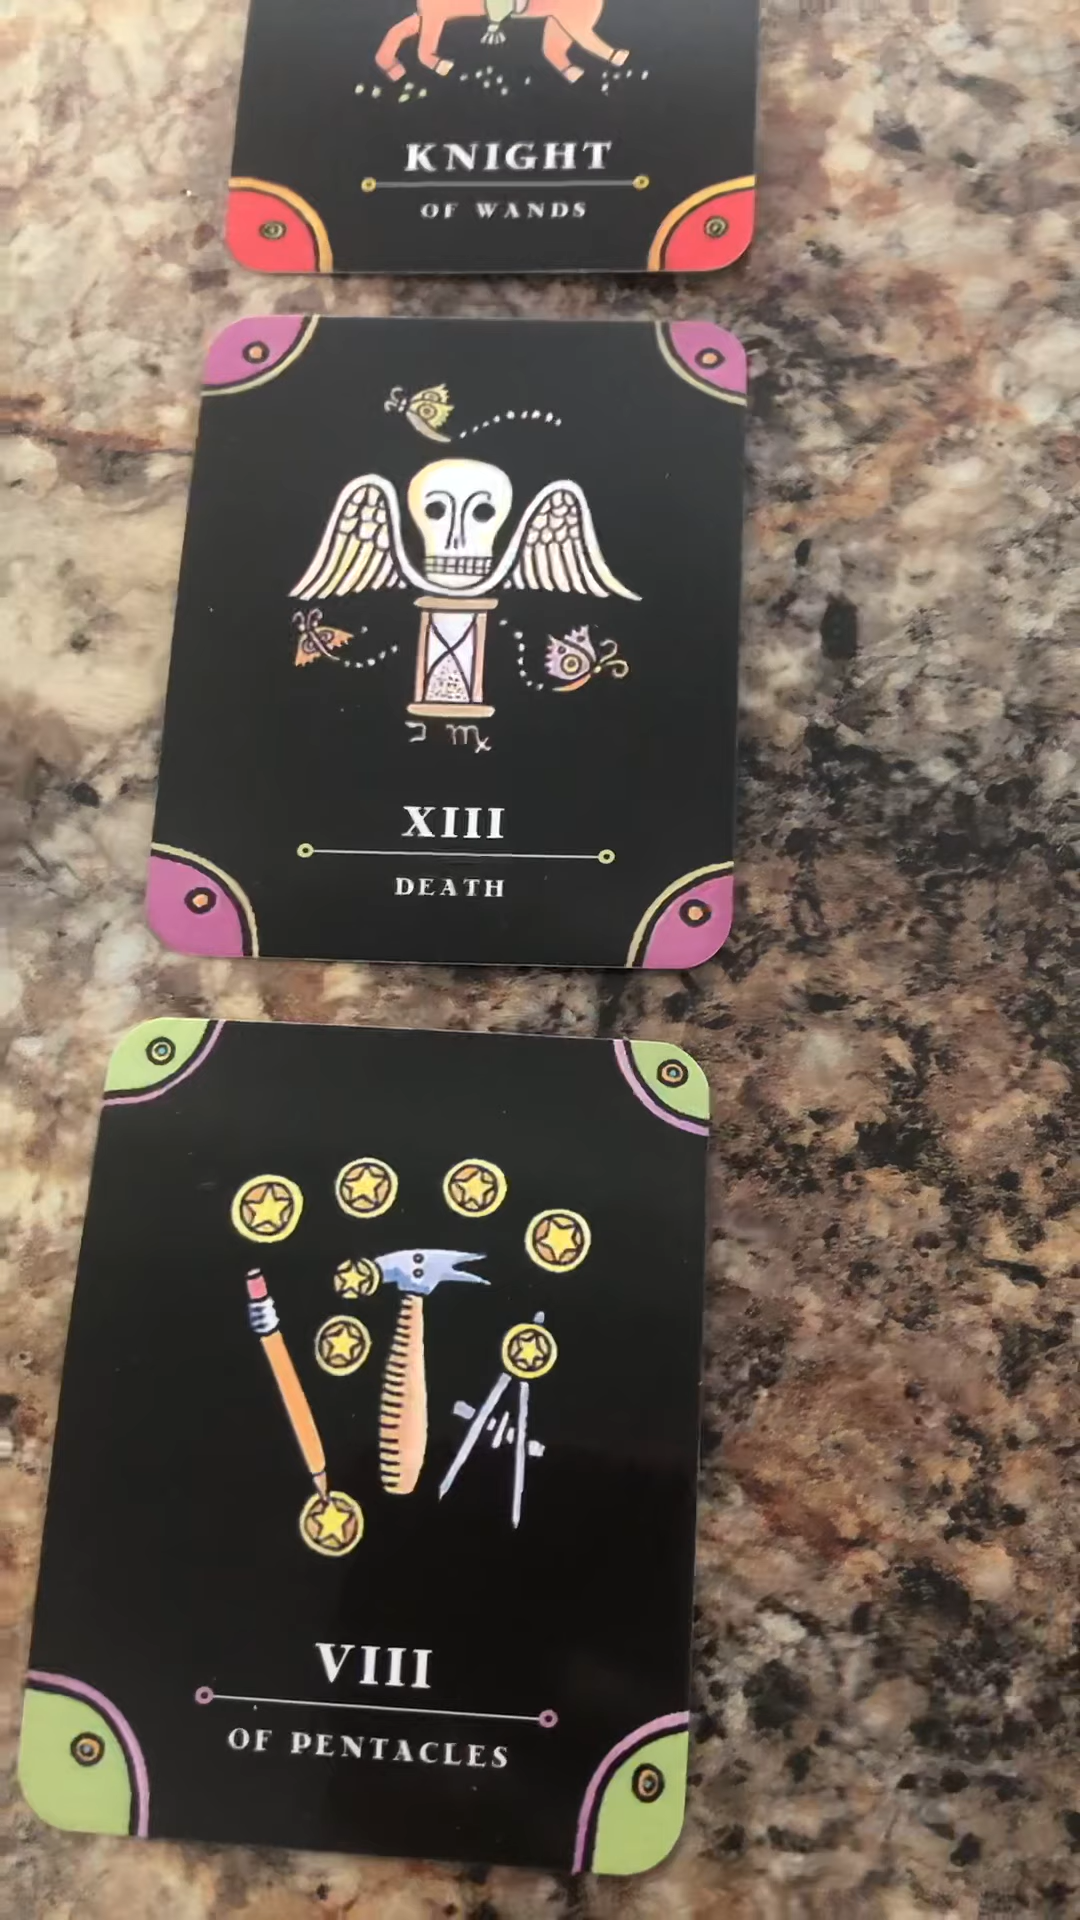 KNIGHT
OF WANDS
XIII
DEATH
VIII
OF PENTACLES